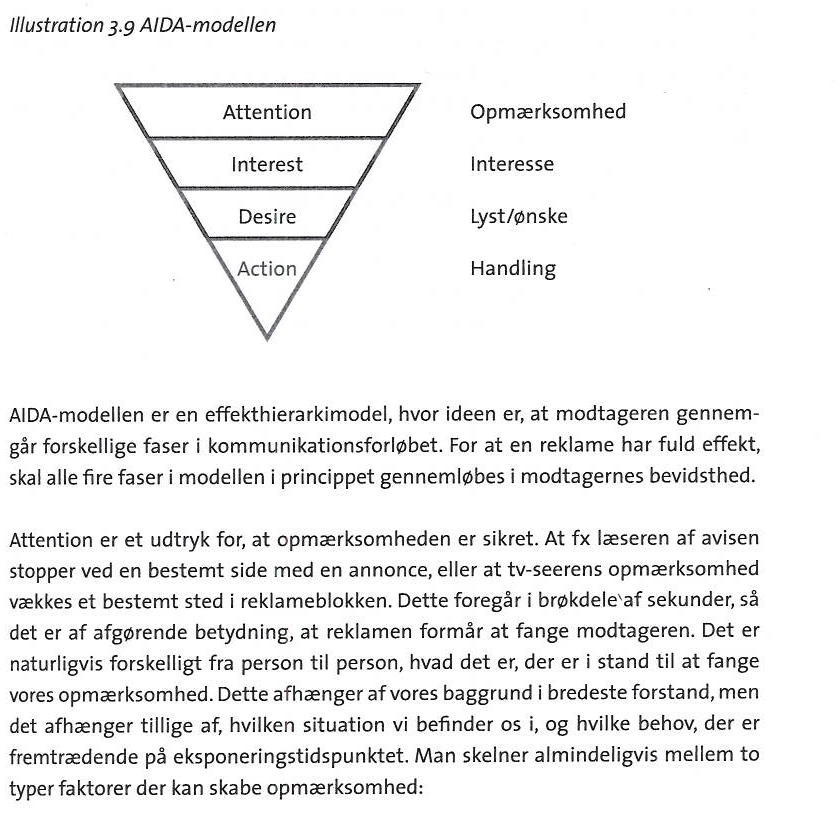 Illustration 3.9 AIDA-modellen
Attention Opmærksomhed
Interest Interesse
Desire Lyst/ønske
Action Handling
AIDA-modellen er en effekthierarkimodel, hvor ideen er, at modtageren gennem-
går forskellige faser i kommunikationsforløbet. For at en reklame har fuld effekt,
skal alle fire faser i modellen i princippet gennemløbes i modtagernes bevidsthed.
Attention er et udtryk for, at opmærksomheden er sikret. At fx læseren af avisen
stopper ved en bestemt side med en annonce, eller at tv-seerens opmærksomhed
vækkes et bestemt sted i reklameblokken. Dette foregår i brøkdele af sekunder, så
det er af afgørende betydning, at reklamen formår at fange modtageren. Det er
naturligvis forskelligt fra person til person, hvad det er, der er i stand til at fange
vores opmærksomhed. Dette afhænger af vores baggrund i bredeste forstand, men
det afhænger tillige af, hvilken situation vi befinder os i, og hvilke behov, der er
fremtrædende på eksponeringstidspunktet. Man skelner almindeligvis mellem to
typer faktorer der kan skabe opmærksomhed: